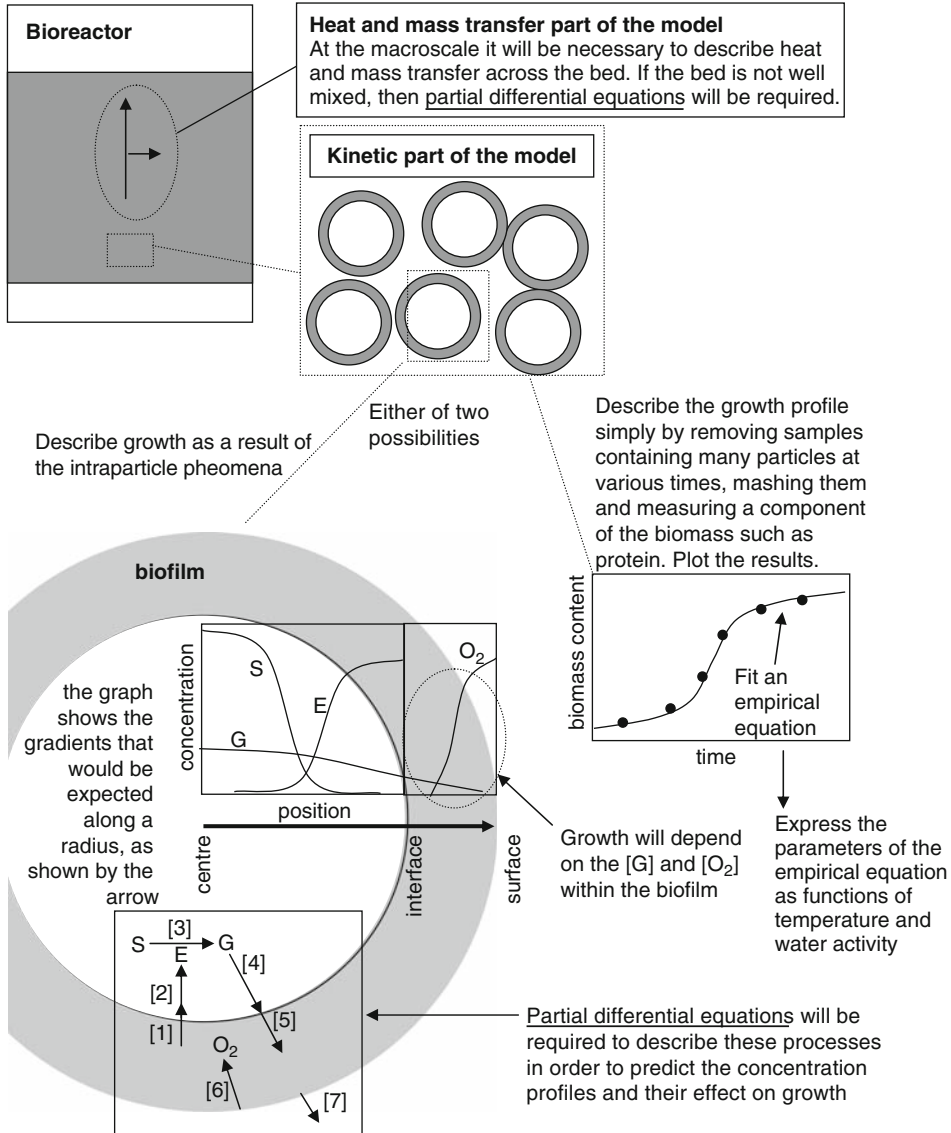 Bioreactor
Heat and mass transfer part of the model
At the macroscale it will be necessary to describe heat
and mass transfer across the bed. If the bed is not well
mixed, then partial differential equations will be required.
Kinetic part of the model
Either of two
possibilities
Describe growth as a result of
the intraparticle pheomena
Describe the growth profile
simply by removing samples
containing many particles at
various times, mashing them
and measuring a component
of the biomass such as
protein. Plot the results.
biomass content
Fit an
empirical
equation
time
Express the
parameters of the
empirical equation
as functions of
temperature and
water activity
biofilm
the graph
shows the
gradients that
would be
expected
along a
radius, as
shown by the
arrow
concentration
S
E
G
O2
position
centre
interface
surface
Growth will depend
on the [G] and [O2]
within the biofilm
S
[3]
G
E
[4]
[2]
[1]
[5]
O2
[6]
[7]
Partial differential equations will be
required to describe these processes
in order to predict the concentration
profiles and their effect on growth